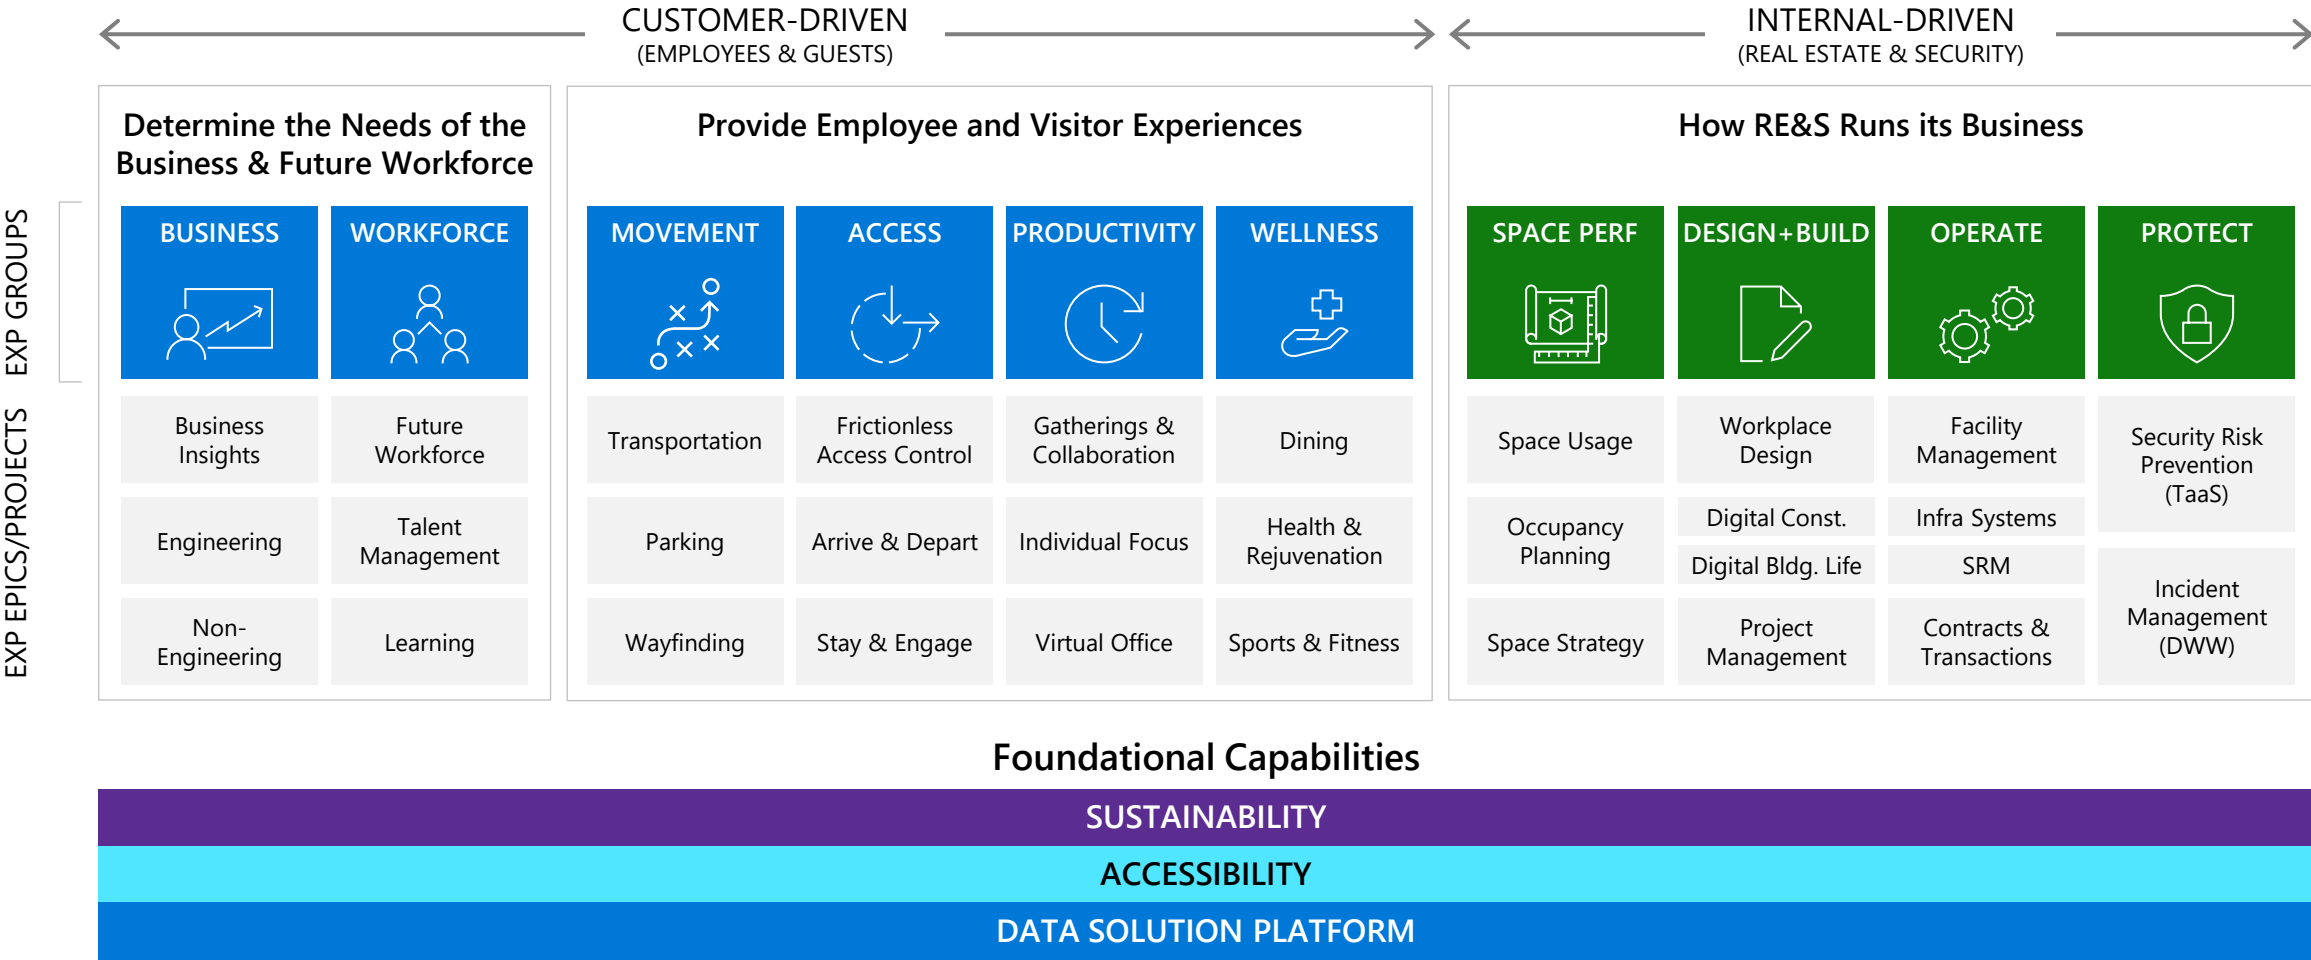 CUSTOMER-DRIVEN
(EMPLOYEES & GUESTS)
INTERNAL-DRIVEN
(REAL ESTATE & SECURITY)
Determine the Needs of the
Business & Future Workforce
Provide Employee and Visitor Experiences
How RE&S Runs its Business
EXP GROUPS
BUSINESS
WORKFORCE
MOVEMENT
ACCESS
PRODUCTIVITY
WELLNESS
SPACE PERF
DESIGN+BUILD
OPERATE
PROTECT
EXP EPICS/PROJECTS
Business
Insights
Engineering
Non-
Engineering
Future
Workforce
Talent
Management
Learning
Transportation
Parking
Wayfinding
Frictionless
Access Control
Arrive & Depart
Stay & Engage
Gatherings &
Collaboration
Individual Focus
Virtual Office
Dining
Health &
Rejuvenation
Sports & Fitness
Space Usage
Occupancy
Planning
Space Strategy
Workplace
Design
Digital Const.
Digital Bldg. Life
Project
Management
Facility
Management
Infra Systems
SRM
Contracts &
Transactions
Security Risk
Prevention
(TaaS)
Incident
Management
(DWW)
Foundational Capabilities
SUSTAINABILITY
ACCESSIBILITY
DATA SOLUTION PLATFORM